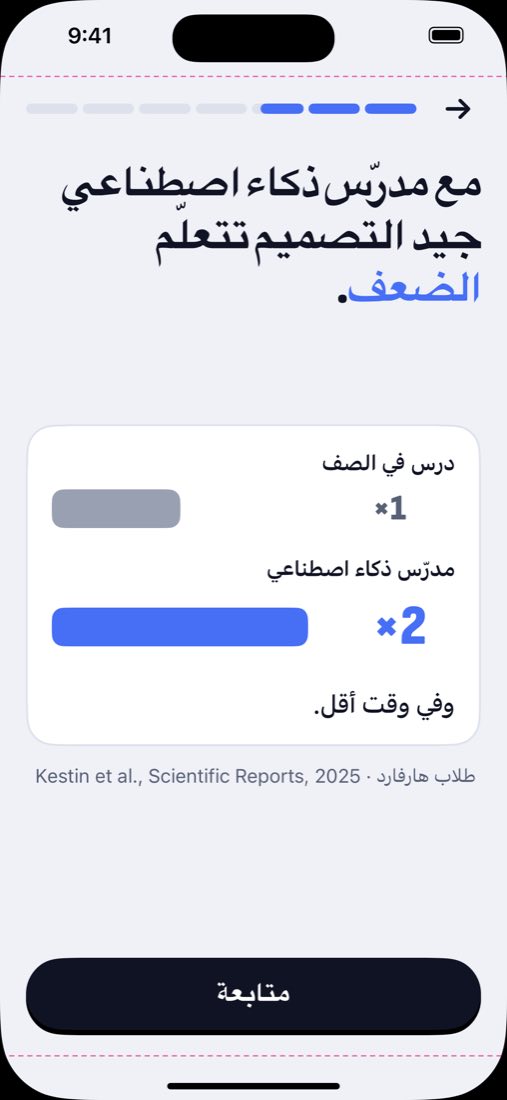 9:41
مع مدرّس ذكاء اصطناعي
جيد التصميم تتعلّم
الضعف.
درس في الصف
1×
مدرّس ذكاء اصطناعي
2×
وفي وقت أقل.
طلاب هارفارد · Kestin et al., Scientific Reports, 2025
متابعة